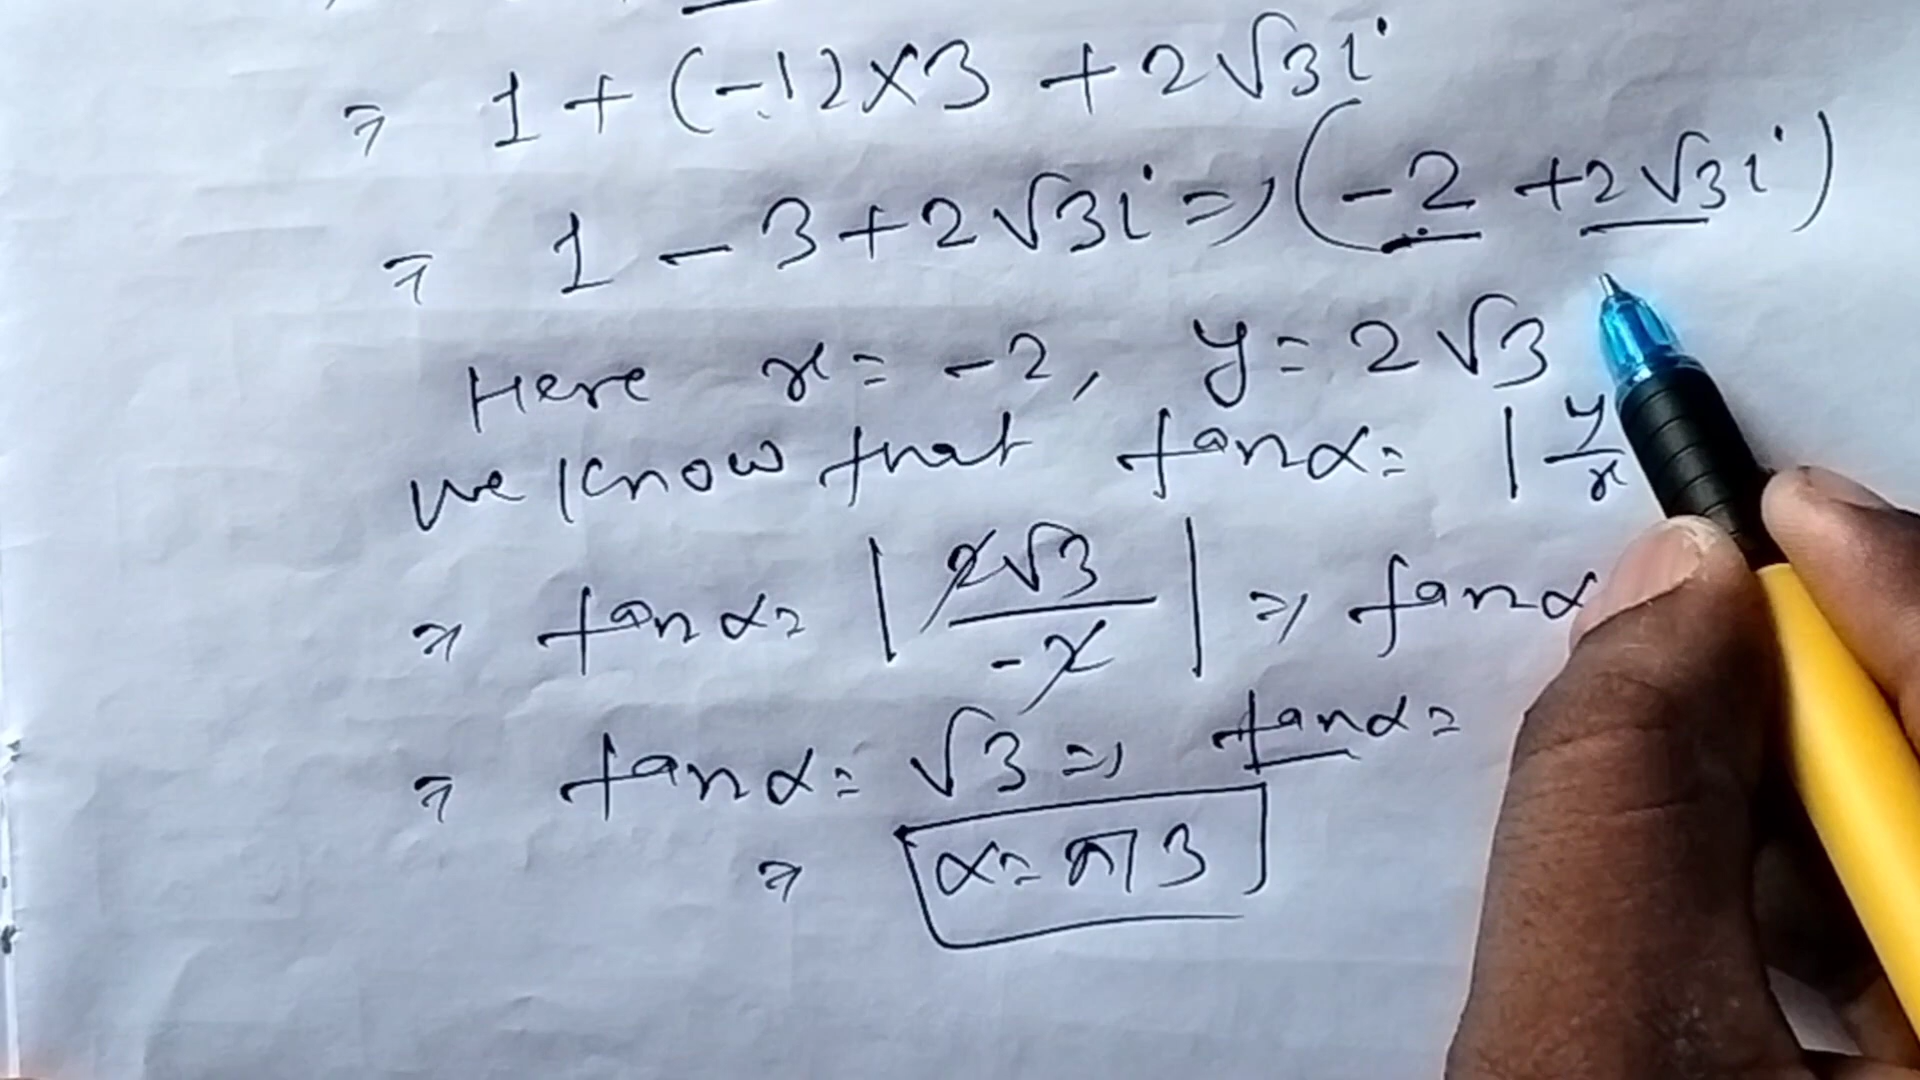 ⇒ 1 + (-1)×3 + 2√3i
⇒ 1 - 3 + 2√3i ⇒ (-2 + 2√3i)
Here x = -2, y = 2√3
We know that tanα = |y/x
⇒ tanα = |2√3/-2| ⇒ tanα
⇒ tanα = √3 ⇒ tanα =
⇒ α = π/3